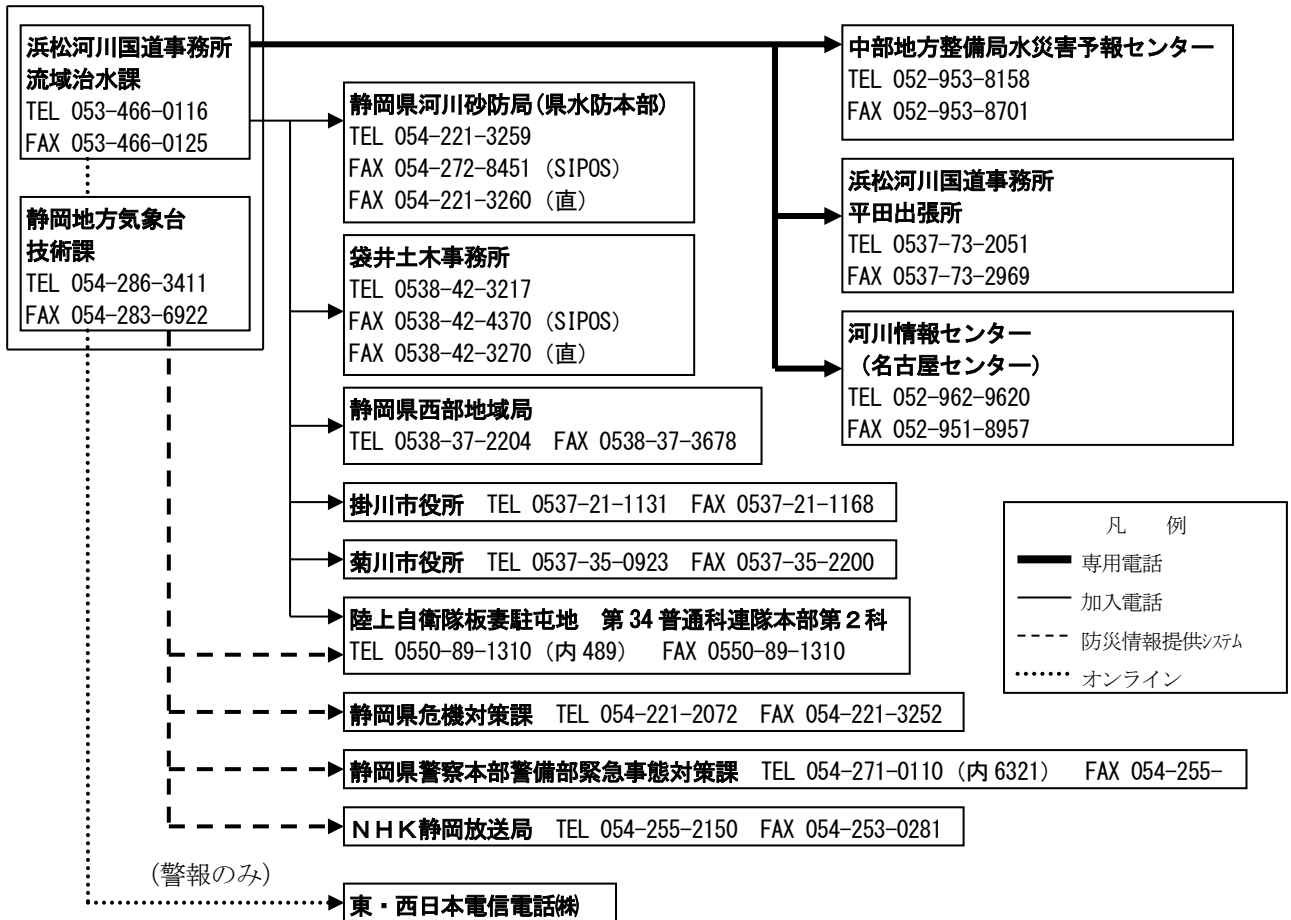 浜松河川国道事務所
流域治水課
TEL 053-466-0116
FAX 053-466-0125
静岡地方気象台
技術課
TEL 054-286-3411
FAX 054-283-6922
静岡県河川砂防局(県水防本部)
TEL 054-221-3259
FAX 054-272-8451 (SIPOS)
FAX 054-221-3260 (直)
袋井土木事務所
TEL 0538-42-3217
FAX 0538-42-4370 (SIPOS)
FAX 0538-42-3270 (直)
静岡県西部地域局
TEL 0538-37-2204 FAX 0538-37-3678
掛川市役所 TEL 0537-21-1131 FAX 0537-21-1168
菊川市役所 TEL 0537-35-0923 FAX 0537-35-2200
陸上自衛隊板妻駐屯地 第34普通科連隊本部第2科
TEL 0550-89-1310 (内489) FAX 0550-89-1310
静岡県危機対策課 TEL 054-221-2072 FAX 054-221-3252
静岡県警察本部警備部緊急事態対策課 TEL 054-271-0110 (内6321) FAX 054-255-
NHK静岡放送局 TEL 054-255-2150 FAX 054-253-0281
(警報のみ)
東・西日本電信電話㈱
中部地方整備局水災害予報センター
TEL 052-953-8158
FAX 052-953-8701
浜松河川国道事務所
平田出張所
TEL 0537-73-2051
FAX 0537-73-2969
河川情報センター
(名古屋センター)
TEL 052-962-9620
FAX 052-951-8957
凡 例
専用電話
加入電話
防災情報提供ｼｽﾃﾑ
オンライン